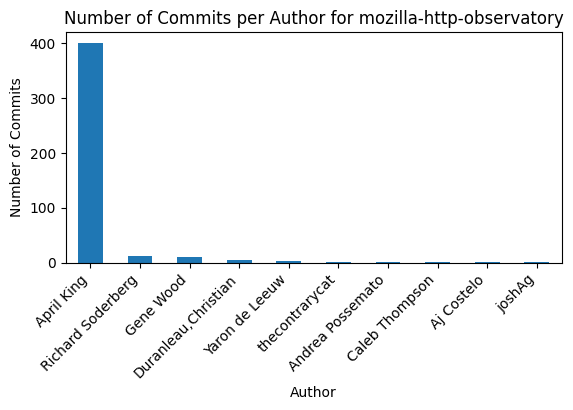 Number of Commits per Author for mozilla-http-observatory
Number of Commits
400
300
200
100
0
April King
Richard Soderberg
Gene Wood
Duranleau,Christian
Yaron de Leeuw
thecontrarycat
Andrea Possemato
Caleb Thompson
Aj Costelo
joshAg
Author